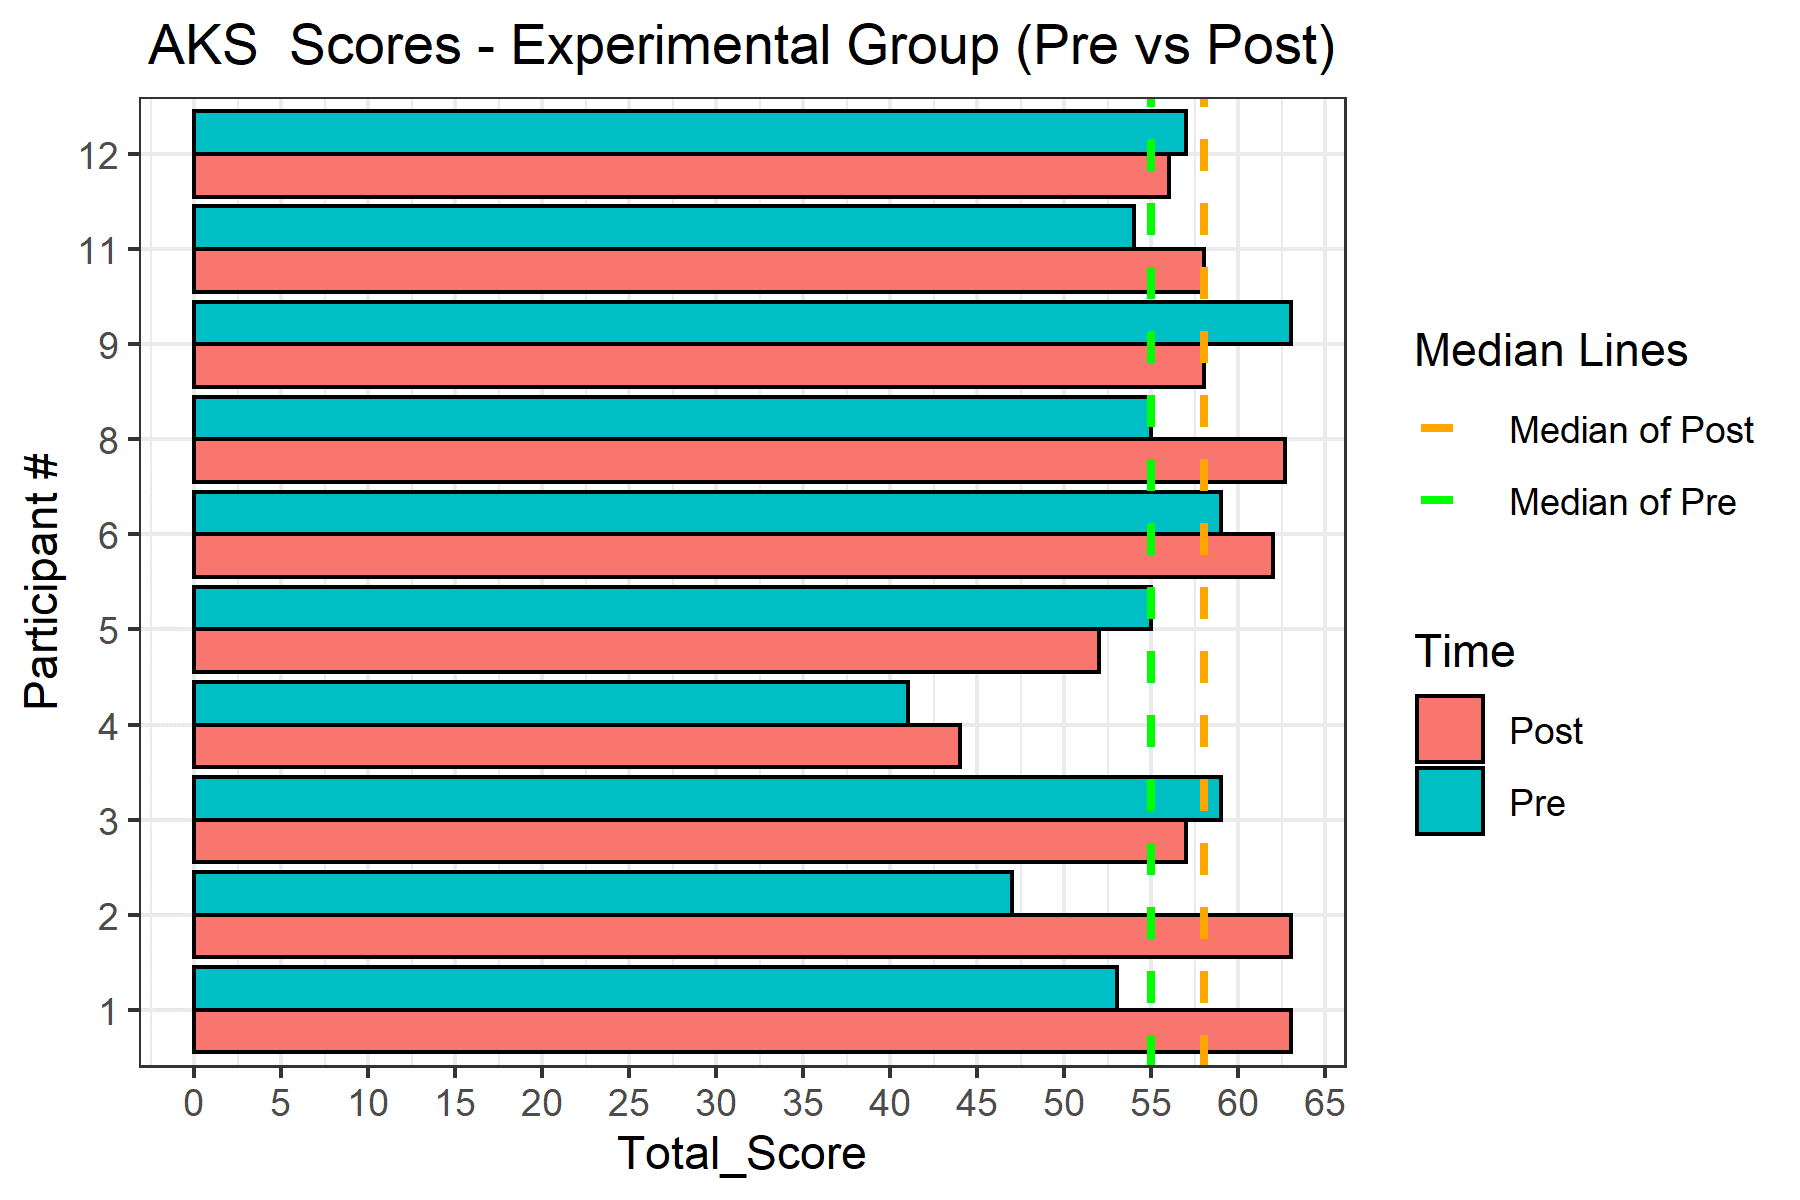 AKS  Scores - Experimental Group (Pre vs Post)
Participant #
12
11
9
8
6
5
4
3
2
1
0 5 10 15 20 25 30 35 40 45 50 55 60 65
Total_Score
Median Lines
Median of Post
Median of Pre
Time
Post
Pre